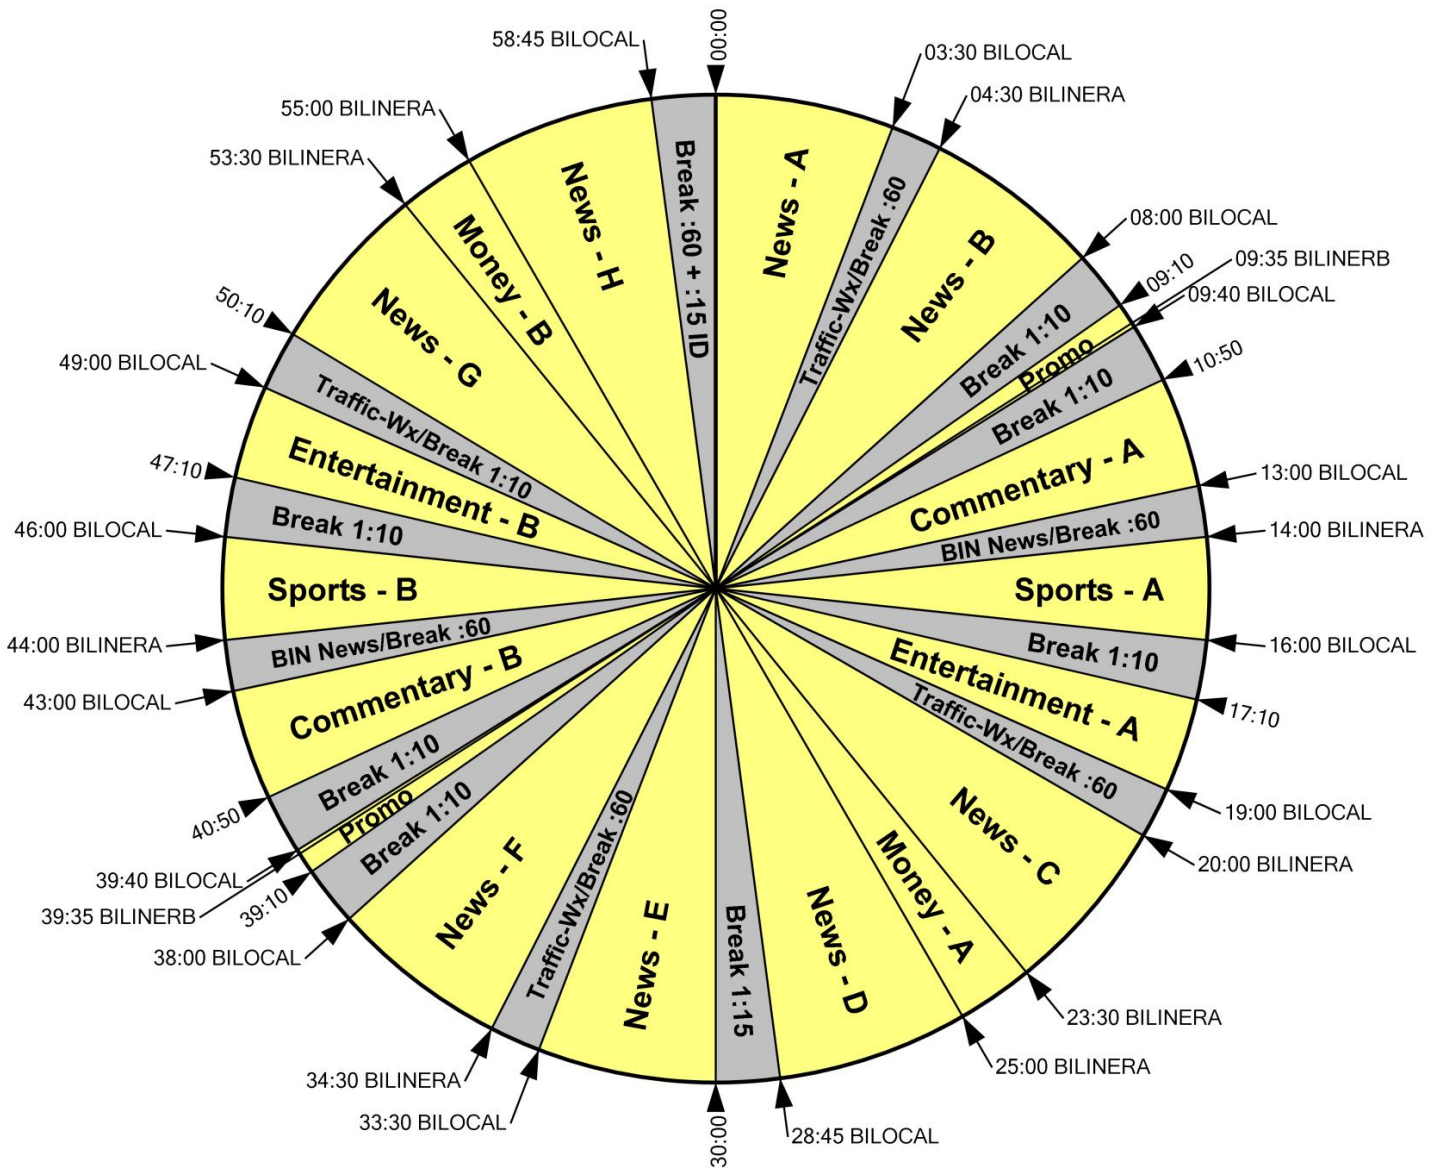 00:00
News - A
03:30 BILOCAL
Traffic-Wx/Break :60
04:30 BILINERA
News - B
08:00 BILOCAL
Break 1:10
09:10
Promo
09:35 BILINERB
09:40 BILOCAL
Break 1:10
10:50
Commentary - A
13:00 BILOCAL
BIN News/Break :60
14:00 BILINERA
Sports - A
16:00 BILOCAL
Break 1:10
17:10
Entertainment - A
19:00 BILOCAL
Traffic-Wx/Break :60
20:00 BILINERA
News - C
23:30 BILINERA
Money - A
25:00 BILINERA
News - D
28:45 BILOCAL
Break 1:15
30:00
News - E
33:30 BILOCAL
Traffic-Wx/Break :60
34:30 BILINERA
News - F
38:00 BILOCAL
Break 1:10
39:10
Promo
39:35 BILINERB
39:40 BILOCAL
Break 1:10
40:50
Commentary - B
43:00 BILOCAL
BIN News/Break :60
44:00 BILINERA
Sports - B
46:00 BILOCAL
Break 1:10
47:10
Entertainment - B
49:00 BILOCAL
Traffic-Wx/Break 1:10
50:10
News - G
53:30 BILINERA
Money - B
55:00 BILINERA
News - H
58:45 BILOCAL
Break :60 + :15 ID